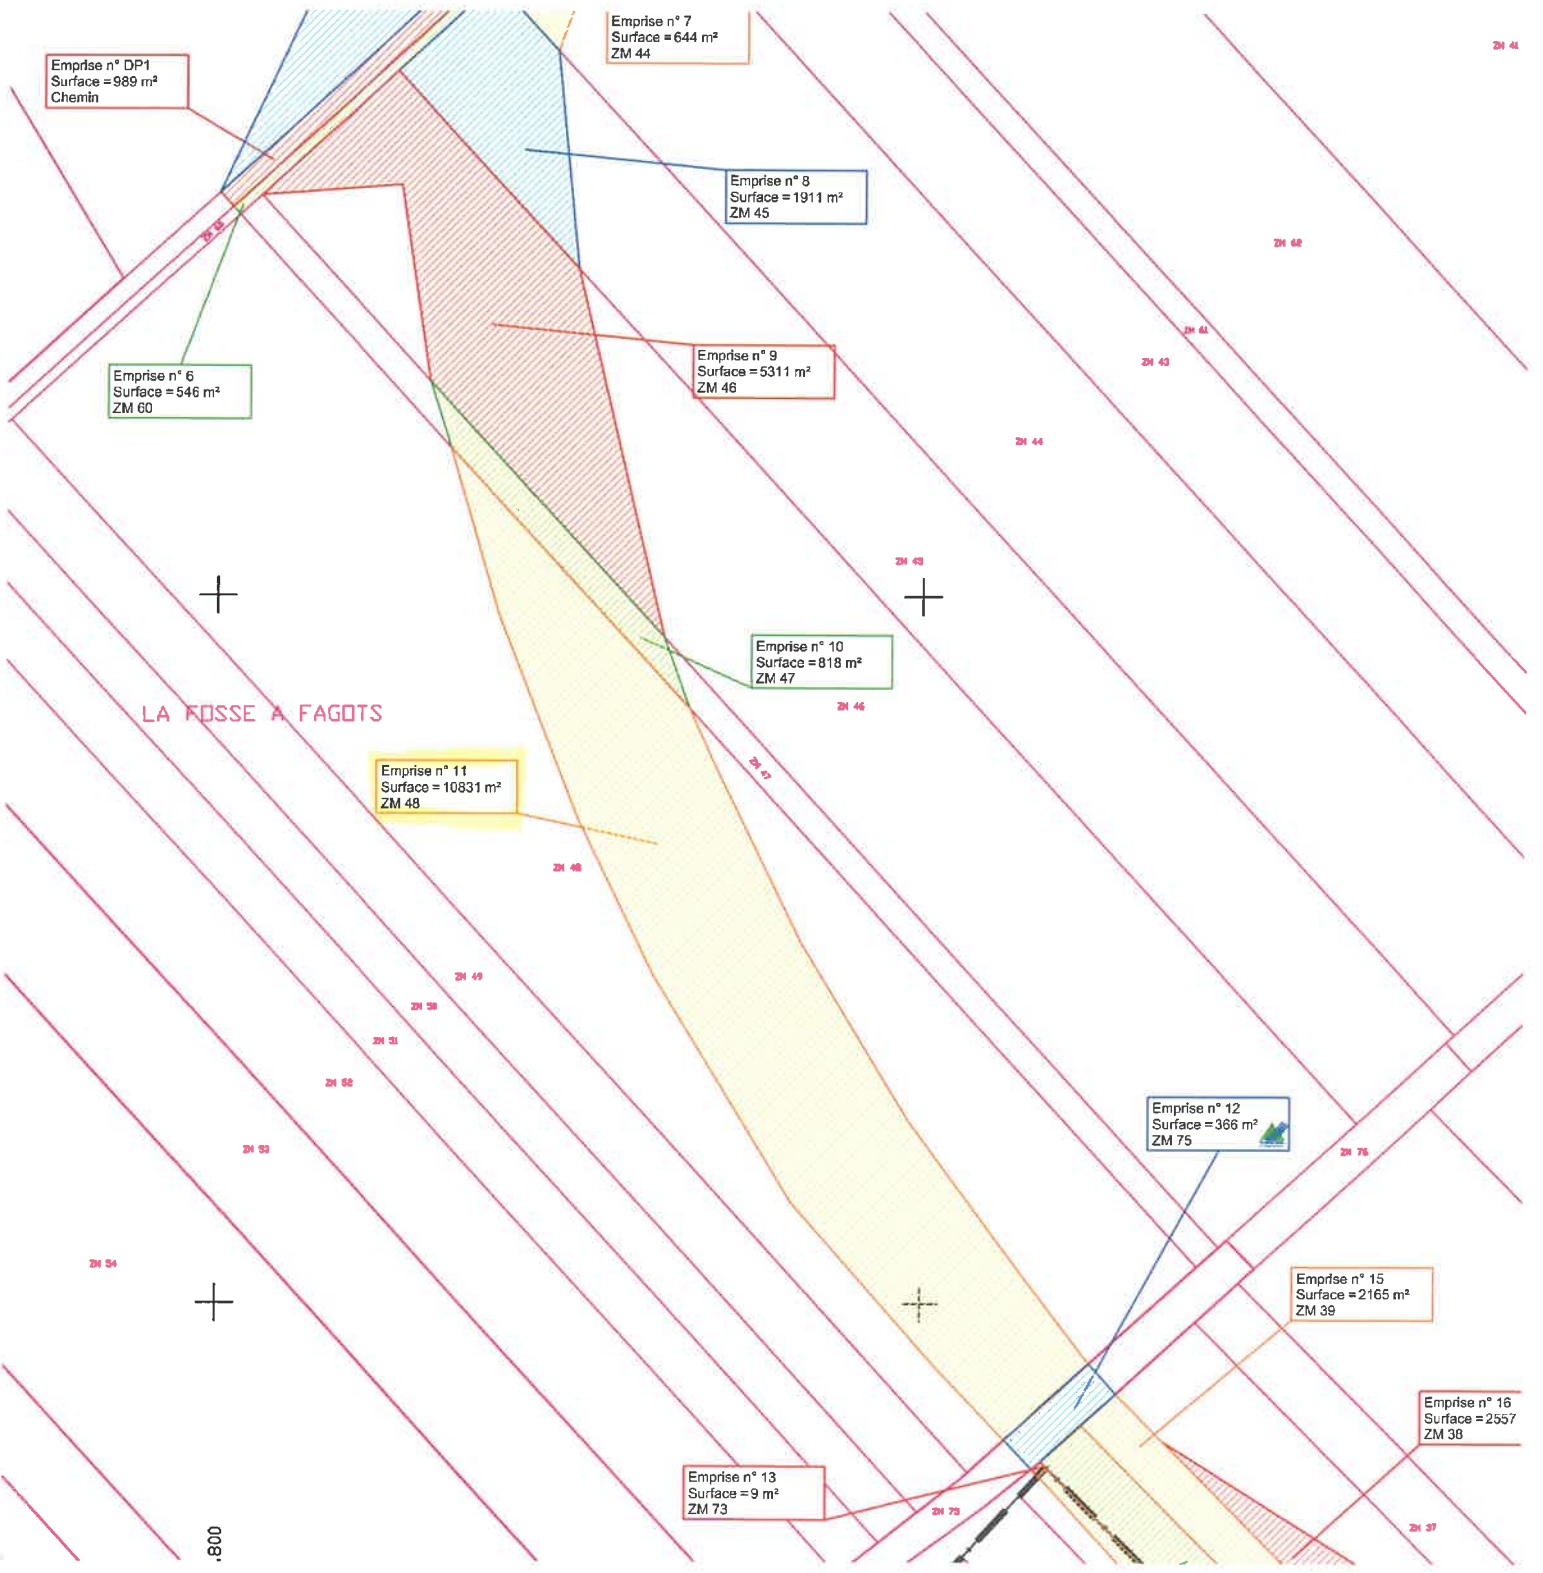 Emprise n° 7
Surface = 644 m²
ZM 44
ZM 41
Emprise n° DP1
Surface = 989 m²
Chemin
Emprise n° 8
Surface = 1911 m²
ZM 45
ZM 62
ZM 61
ZM 43
Emprise n° 9
Surface = 5311 m²
ZM 46
Emprise n° 6
Surface = 546 m²
ZM 60
ZM 44
Emprise n° 10
Surface = 818 m²
ZM 47
ZM 46
LA FOSSE A FAGOTS
ZM 47
Emprise n° 11
Surface = 10831 m²
ZM 48
ZM 48
ZM 49
ZM 50
ZM 51
ZM 52
ZM 53
Emprise n° 12
Surface = 366 m²
ZM 75
ZM 76
ZM 54
Emprise n° 15
Surface = 2165 m²
ZM 39
Emprise n° 16
Surface = 2557
ZM 38
Emprise n° 13
Surface = 9 m²
ZM 73
ZM 75
ZM 37
.800